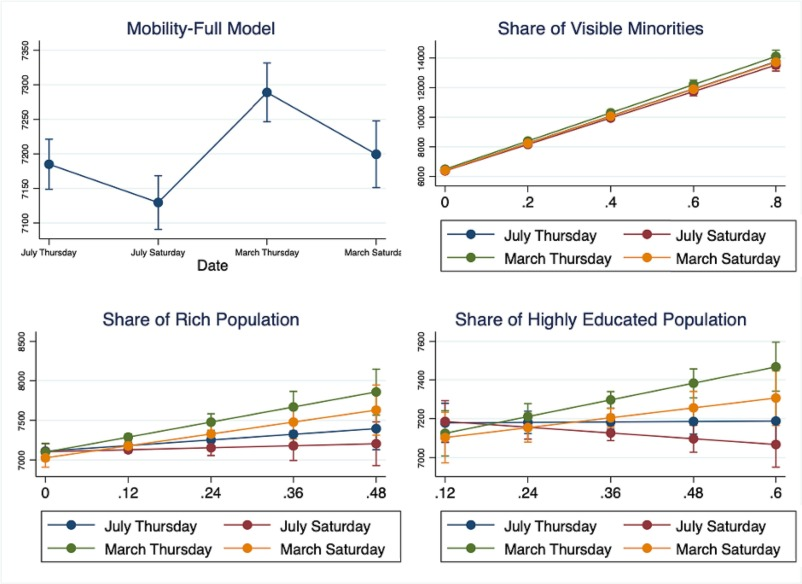 Mobility-Full Model
7350
7300
7250
7200
7150
7100
July Thursday July Saturday March Thursday March Saturda
Date
Share of Visible Minorities
14000
12000
10000
8000
6000
0 .2 .4 .6 .8
July Thursday July Saturday
March Thursday March Saturday
Share of Rich Population
8500
8000
7500
7000
0 .12 .24 .36 .48
July Thursday July Saturday
March Thursday March Saturday
Share of Highly Educated Population
7600
7400
7200
7000
.12 .24 .36 .48 .6
July Thursday July Saturday
March Thursday March Saturday